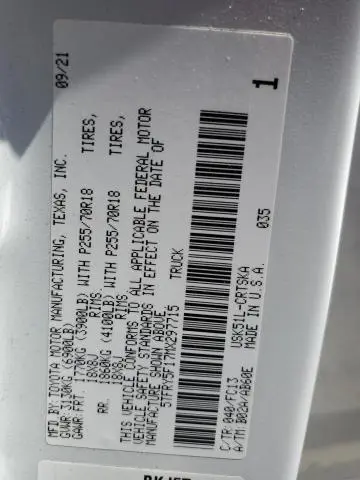 MFD BY: TOYOTA MOTOR MANUFACTURING, TEXAS, INC. 09/21
GVWR 3130KG (6900LB)
GAWR: FRT. 1770KG (3900LB) WITH P255/70R18 TIRES,
18X8J RIMS
RR. 1860KG (4100LB) WITH P255/70R18 TIRES,
18X8J RIMS
THIS VEHICLE CONFORMS TO ALL APPLICABLE FEDERAL MOTOR
VEHICLE SAFETY STANDARDS IN EFFECT ON THE DATE OF
MANUFACTURE SHOWN ABOVE.
5TFRY5F17MX297715 TRUCK
1
035
C/TR: 040/FC13 USK51L-CRTSKA
A/TM: B02A/AB60E MADE IN U.S.A.